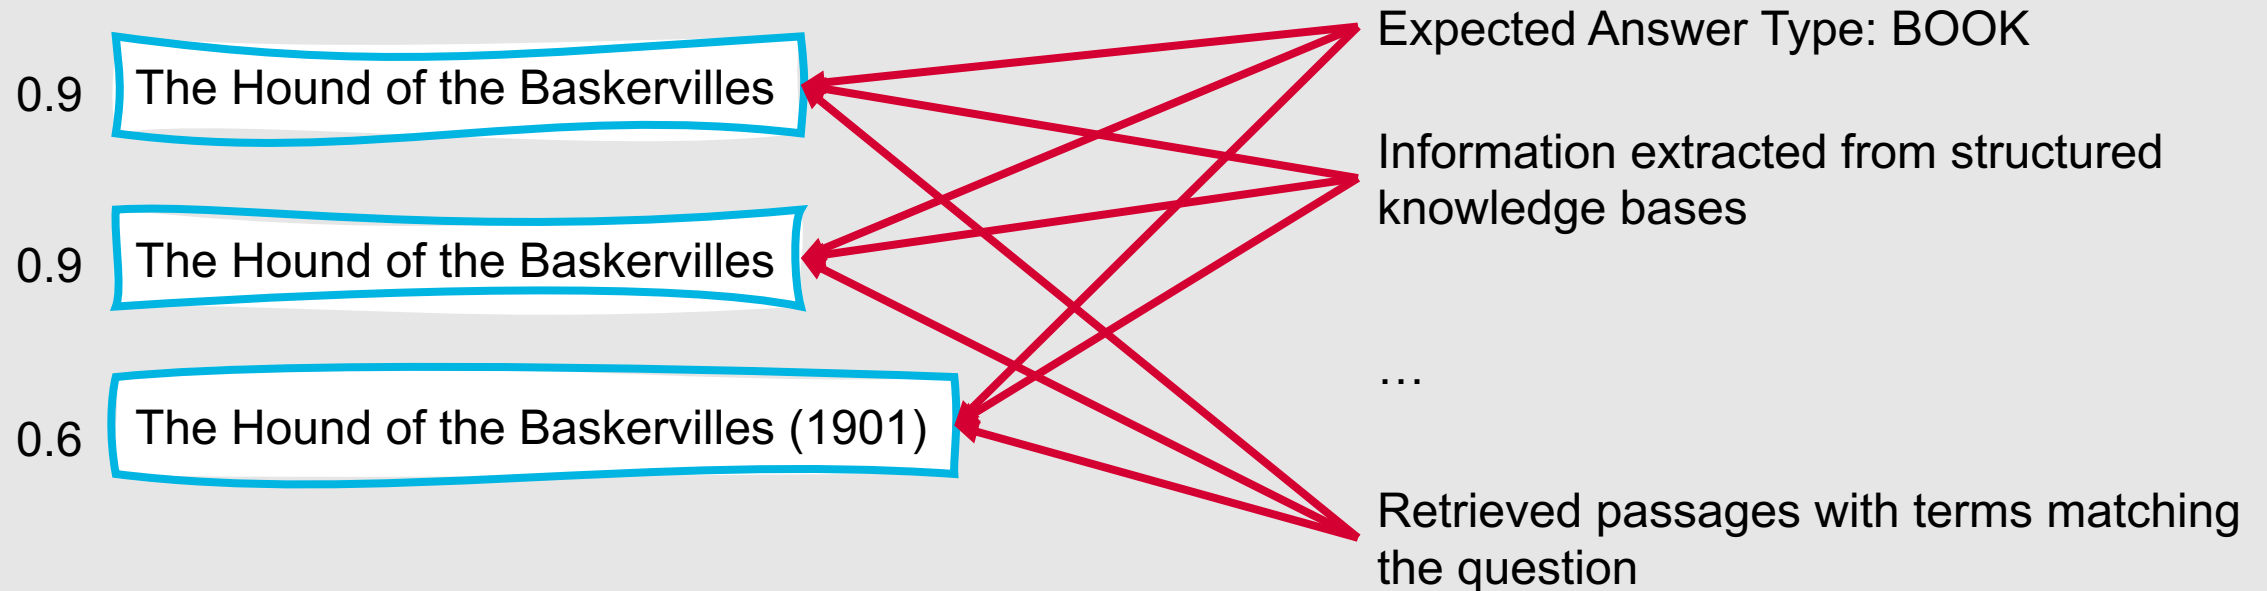 0.9 The Hound of the Baskervilles
0.9 The Hound of the Baskervilles
0.6 The Hound of the Baskervilles (1901)
Expected Answer Type: BOOK
Information extracted from structured
knowledge bases
…
Retrieved passages with terms matching
the question